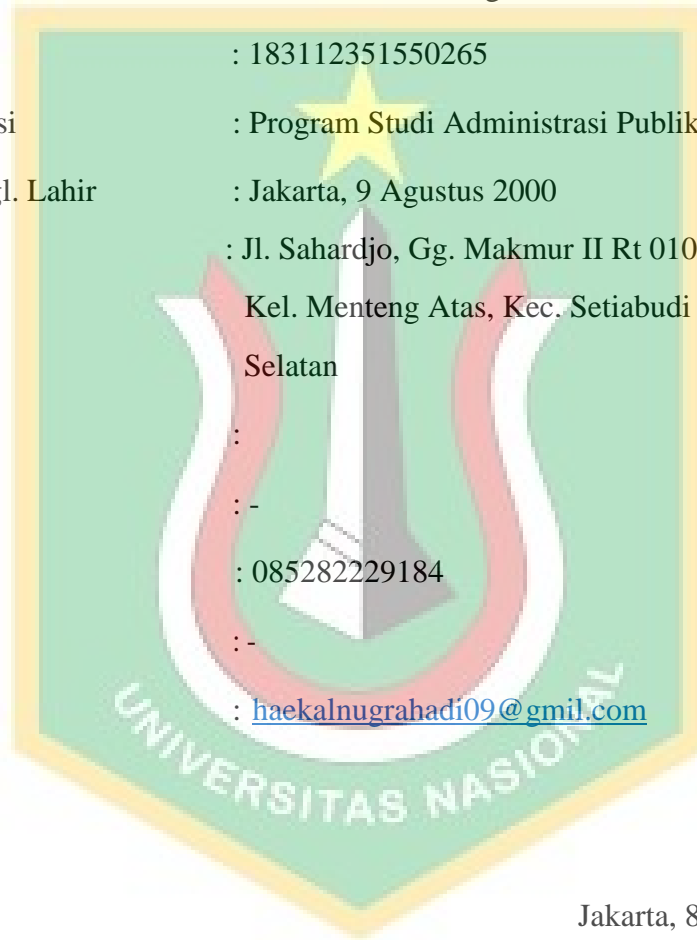 : 183112351550265
si : Program Studi Administrasi Publik
gl. Lahir : Jakarta, 9 Agustus 2000
: Jl. Sahardjo, Gg. Makmur II Rt 010
Kel. Menteng Atas, Kec. Setiabudi
Selatan
:
: -
: 085282229184
: -
: haekalnugrahadi09@gmil.com
UNIVERSITAS NASIONAL
Jakarta, 8